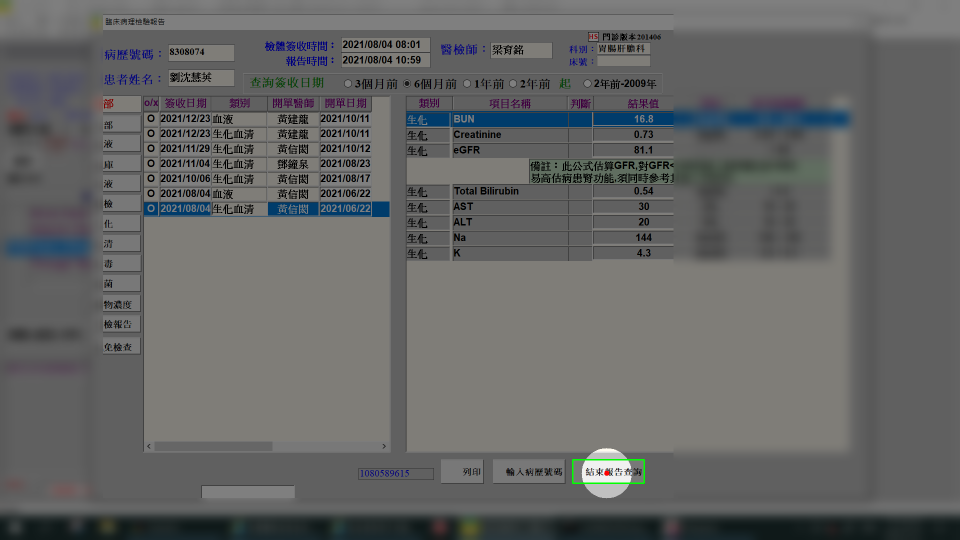 臨床病理檢驗報告
HS 門診版本201406
病歷號碼： 8308074 檢體簽收時間： 2021/08/04 08:01 醫檢師： 梁育銘 科別： 胃腸肝膽科
報告時間： 2021/08/04 10:59 床號：
患者姓名： 劉沈慧英 查詢簽收日期 3個月前 6個月前 1年前 2年前 起 2年前-2009年
部
部
液
庫
液
檢
化
清
毒
菌
物濃度
檢報告
免檢查
o/x 簽收日期 類別 開單醫師 開單日期
O 2021/12/23 血液 黃建龍 2021/10/11
O 2021/12/23 生化血清 黃建龍 2021/10/11
O 2021/11/29 生化血清 黃信閎 2021/10/12
O 2021/11/04 生化血清 鄭鐘泉 2021/08/23
O 2021/10/06 生化血清 黃信閎 2021/08/17
O 2021/08/04 血液 黃信閎 2021/06/22
O 2021/08/04 生化血清 黃信閎 2021/06/22
類別 項目名稱 判斷 結果值
生化 BUN 16.8
生化 Creatinine 0.73
生化 eGFR 81.1
備註： 此公式估算GFR,對GFR<
易高估病患腎功能,須同時參考
生化 Total Bilirubin 0.54
生化 AST 30
生化 ALT 20
生化 Na 144
生化 K 4.3
1080589615 列印 輸入病歷號碼 結束報告查詢